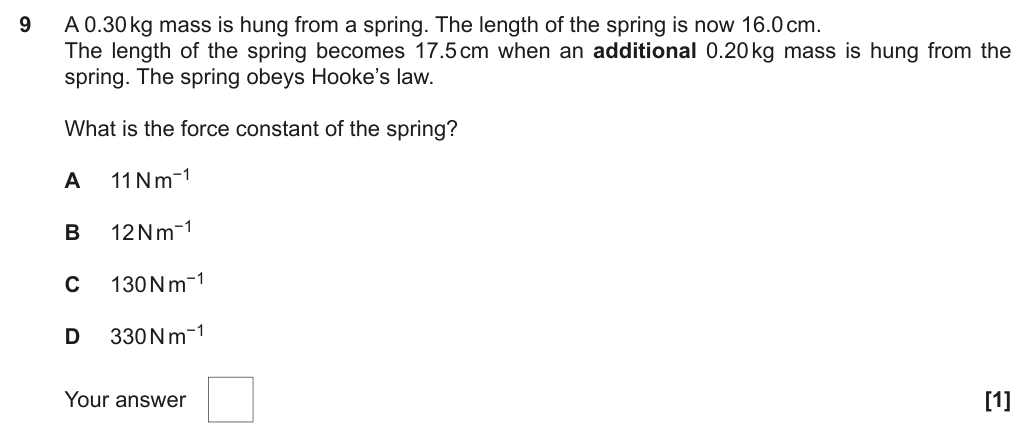 9 A 0.30 kg mass is hung from a spring. The length of the spring is now 16.0 cm.
The length of the spring becomes 17.5 cm when an additional 0.20 kg mass is hung from the
spring. The spring obeys Hooke’s law.
What is the force constant of the spring?
A 11 N m⁻¹
B 12 N m⁻¹
C 130 N m⁻¹
D 330 N m⁻¹
Your answer [1]